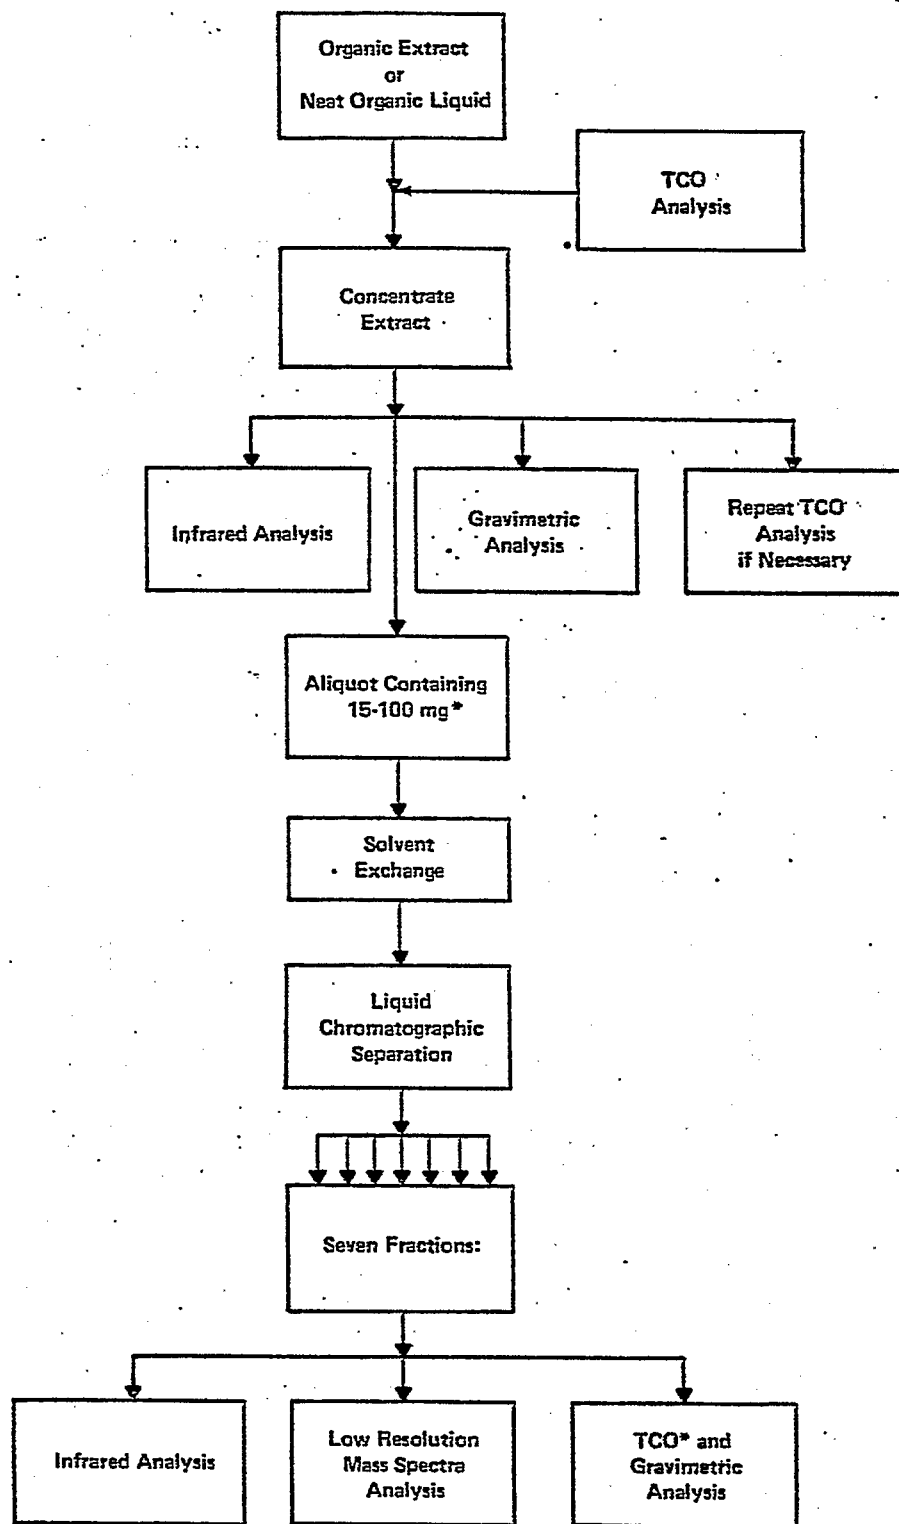 Organic Extract
or
Neat Organic Liquid
TCO
Analysis
Concentrate
Extract
Infrared Analysis
Gravimetric
Analysis
Repeat TCO
Analysis
if Necessary
Aliquot Containing
15-100 mg*
Solvent
Exchange
Liquid
Chromatographic
Separation
Seven Fractions:
Infrared Analysis
Low Resolution
Mass Spectra
Analysis
TCO* and
Gravimetric
Analysis